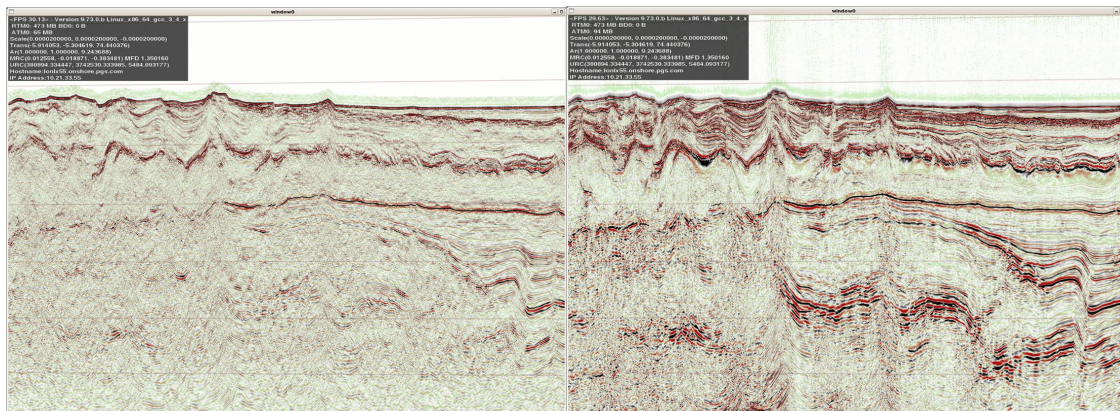 window0
<FPS 30.13> : Version 9.73.0.b Linux_x86_64_gcc_3_4_x
RTM0: 473 MB BD0: 0 B
ATM0: 65 MB
Scale(0.0000200000, 0.0000200000, -0.0000200000)
Trans(-5.914053, -5.304619, 74.440376)
Ar(1.000000, 1.000000, 9.243688)
MRC(0.012558, -0.018871, -0.383481) MFD 1.350160
URC(380894.334447, 3742530.333985, 5484.093177)
Hostname:lonlx55.onshore.pgs.com
IP Address:10.21.33.55
window0
<FPS 29.63> : Version 9.73.0.b Linux_x86_64_gcc_3_4_x
RTM0: 473 MB BD0: 0 B
ATM0: 94 MB
Scale(0.0000200000, 0.0000200000, -0.0000200000)
Trans(-5.914053, -5.304619, 74.440376)
Ar(1.000000, 1.000000, 9.243688)
MRC(0.012558, -0.018871, -0.383481) MFD 1.350160
URC(380894.334447, 3742530.333985, 5484.093177)
Hostname:lonlx55.onshore.pgs.com
IP Address:10.21.33.55